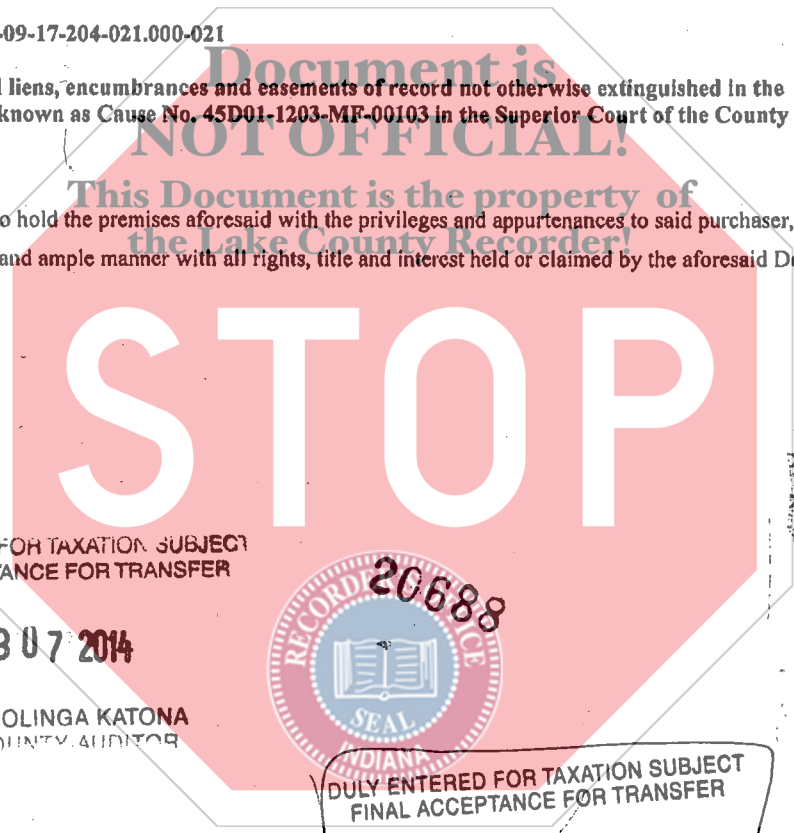 -09-17-204-021.000-021
Document is
liens, encumbrances and easements of record not otherwise extinguished in the
known as Cause No. 45D01-1203-MF-00103 in the Superior Court of the County
NOT OFFICIAL!
This Document is the property of
o hold the premises aforesaid with the privileges and appurtenances to said purchaser,
the Lake County Recorder!
and ample manner with all rights, title and interest held or claimed by the aforesaid De
STOP
FOR TAXATION SUBJECT
TANCE FOR TRANSFER
20688
B 07 2014
RECORDER'S OFFICE
SEAL
INDIANA
OLINGA KATONA
OUNTY AUDITOR
DULY ENTERED FOR TAXATION SUBJECT
FINAL ACCEPTANCE FOR TRANSFER